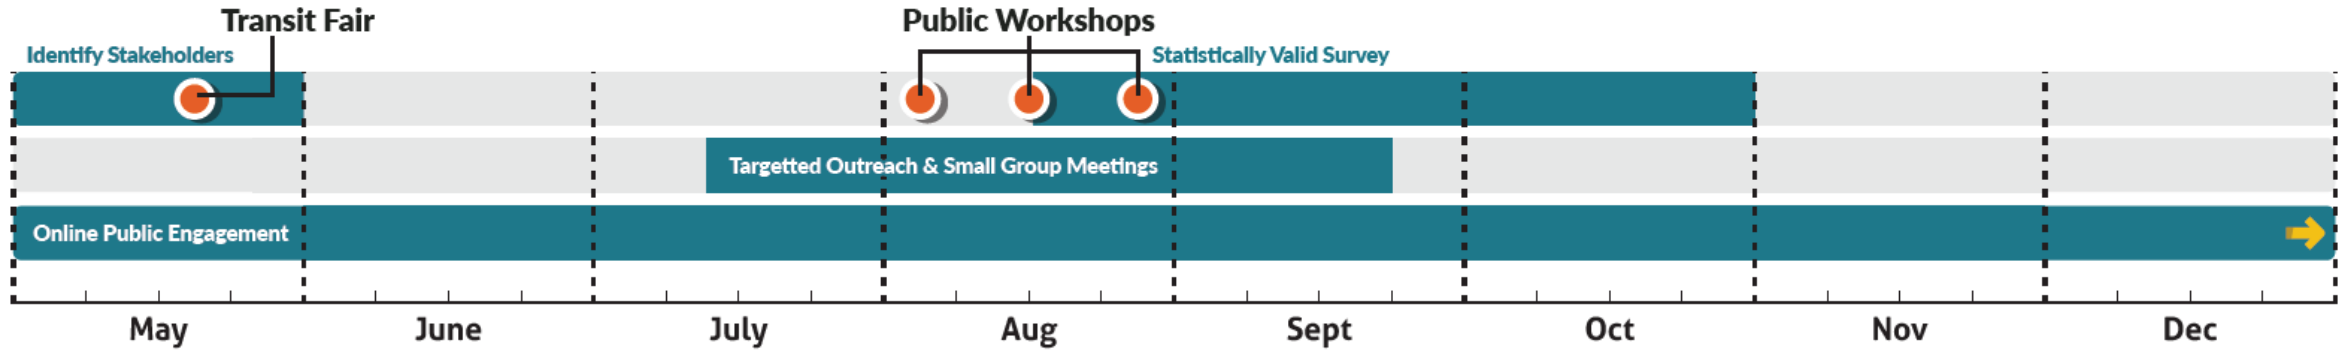 Transit Fair
Public Workshops
Identify Stakeholders
Statistically Valid Survey
Targetted Outreach & Small Group Meetings
Online Public Engagement
May
June
July
Aug
Sept
Oct
Nov
Dec